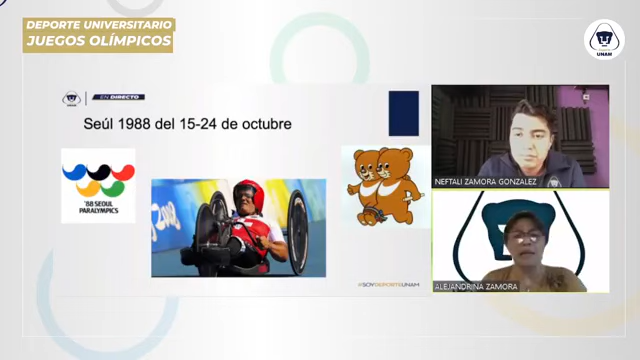 DEPORTE UNIVERSITARIO
JUEGOS OLÍMPICOS
UNAM
UNAM
EN DIRECTO
Seúl 1988 del 15-24 de octubre
'88 SEOUL
PARALYMPICS
NEFTALI ZAMORA GONZALEZ
ALEJANDRINA ZAMORA
#SOYDEPORTEUNAM